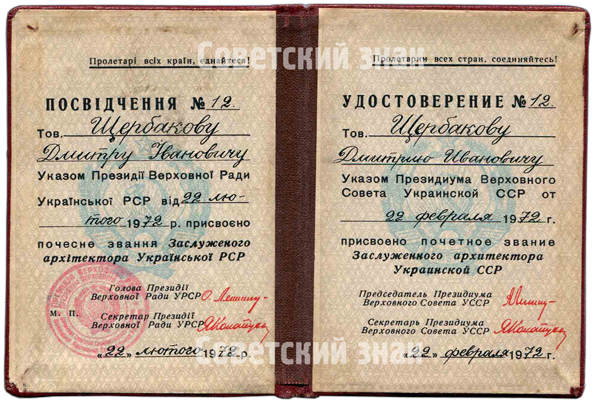 Советский знак
Пролетарі всіх країн, єднайтеся!
ПОСВІДЧЕННЯ № 12.
Тов. Щербакову
Дмитру Івановичу
Указом Президії Верховної Ради
Української РСР від 22 лю-
того 1972 р. присвоєно
почесне звання Заслуженого
архітектора Української РСР
Голова Президії
Верховної Ради УРСР
М. П.
Секретар Президії
Верховної Ради УРСР
„22" лютого 1972 р.
Пролетарии всех стран, соединяйтесь!
УДОСТОВЕРЕНИЕ № 12.
Тов. Щербакову
Дмитрию Ивановичу
Указом Президиума Верховного
Совета Украинской ССР от
22 февраля 1972 г.
присвоено почетное звание
Заслуженного архитектора
Украинской ССР
Председатель Президиума
Верховного Совета УССР
Секретарь Президиума
Верховного Совета УССР
„22" февраля 1972 г.
Советский знак